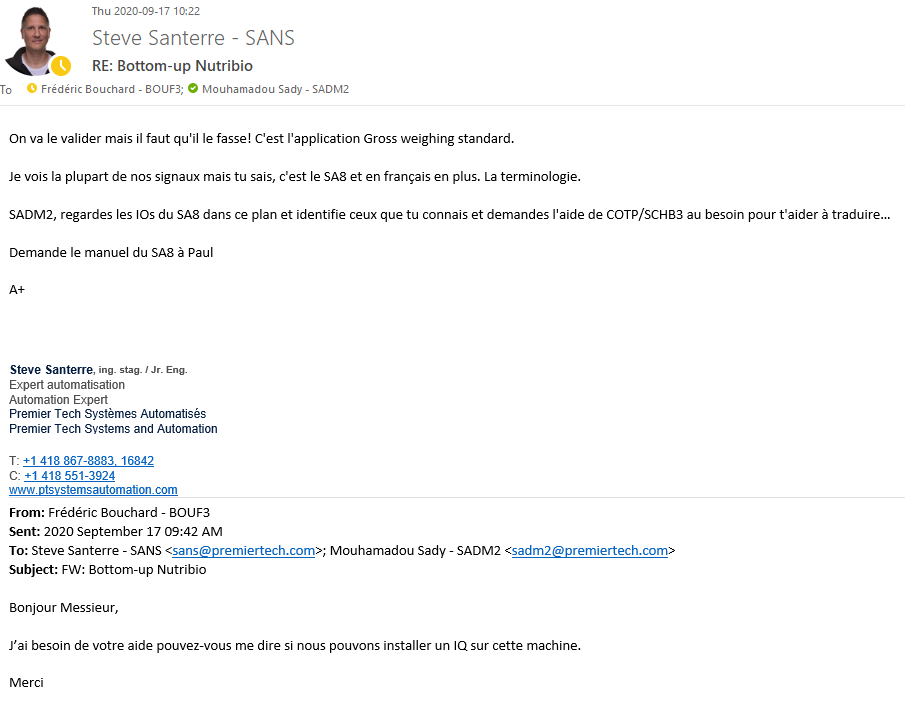 Thu 2020-09-17 10:22
Steve Santerre - SANS
RE: Bottom-up Nutribio
To Frédéric Bouchard - BOUF3; Mouhamadou Sady - SADM2
On va le valider mais il faut qu'il le fasse! C'est l'application Gross weighing standard.
Je vois la plupart de nos signaux mais tu sais, c'est le SA8 et en français en plus. La terminologie.
SADM2, regardes les IOs du SA8 dans ce plan et identifie ceux que tu connais et demandes l'aide de COTP/SCHB3 au besoin pour t'aider à traduire...
Demande le manuel du SA8 à Paul
A+
Steve Santerre, ing. stag. / Jr. Eng.
Expert automatisation
Automation Expert
Premier Tech Systèmes Automatisés
Premier Tech Systems and Automation
T: +1 418 867-8883, 16842
C: +1 418 551-3924
www.ptsystemsautomation.com
From: Frédéric Bouchard - BOUF3
Sent: 2020 September 17 09:42 AM
To: Steve Santerre - SANS <sans@premiertech.com>; Mouhamadou Sady - SADM2 <sadm2@premiertech.com>
Subject: FW: Bottom-up Nutribio
Bonjour Messieur,
J'ai besoin de votre aide pouvez-vous me dire si nous pouvons installer un IQ sur cette machine.
Merci